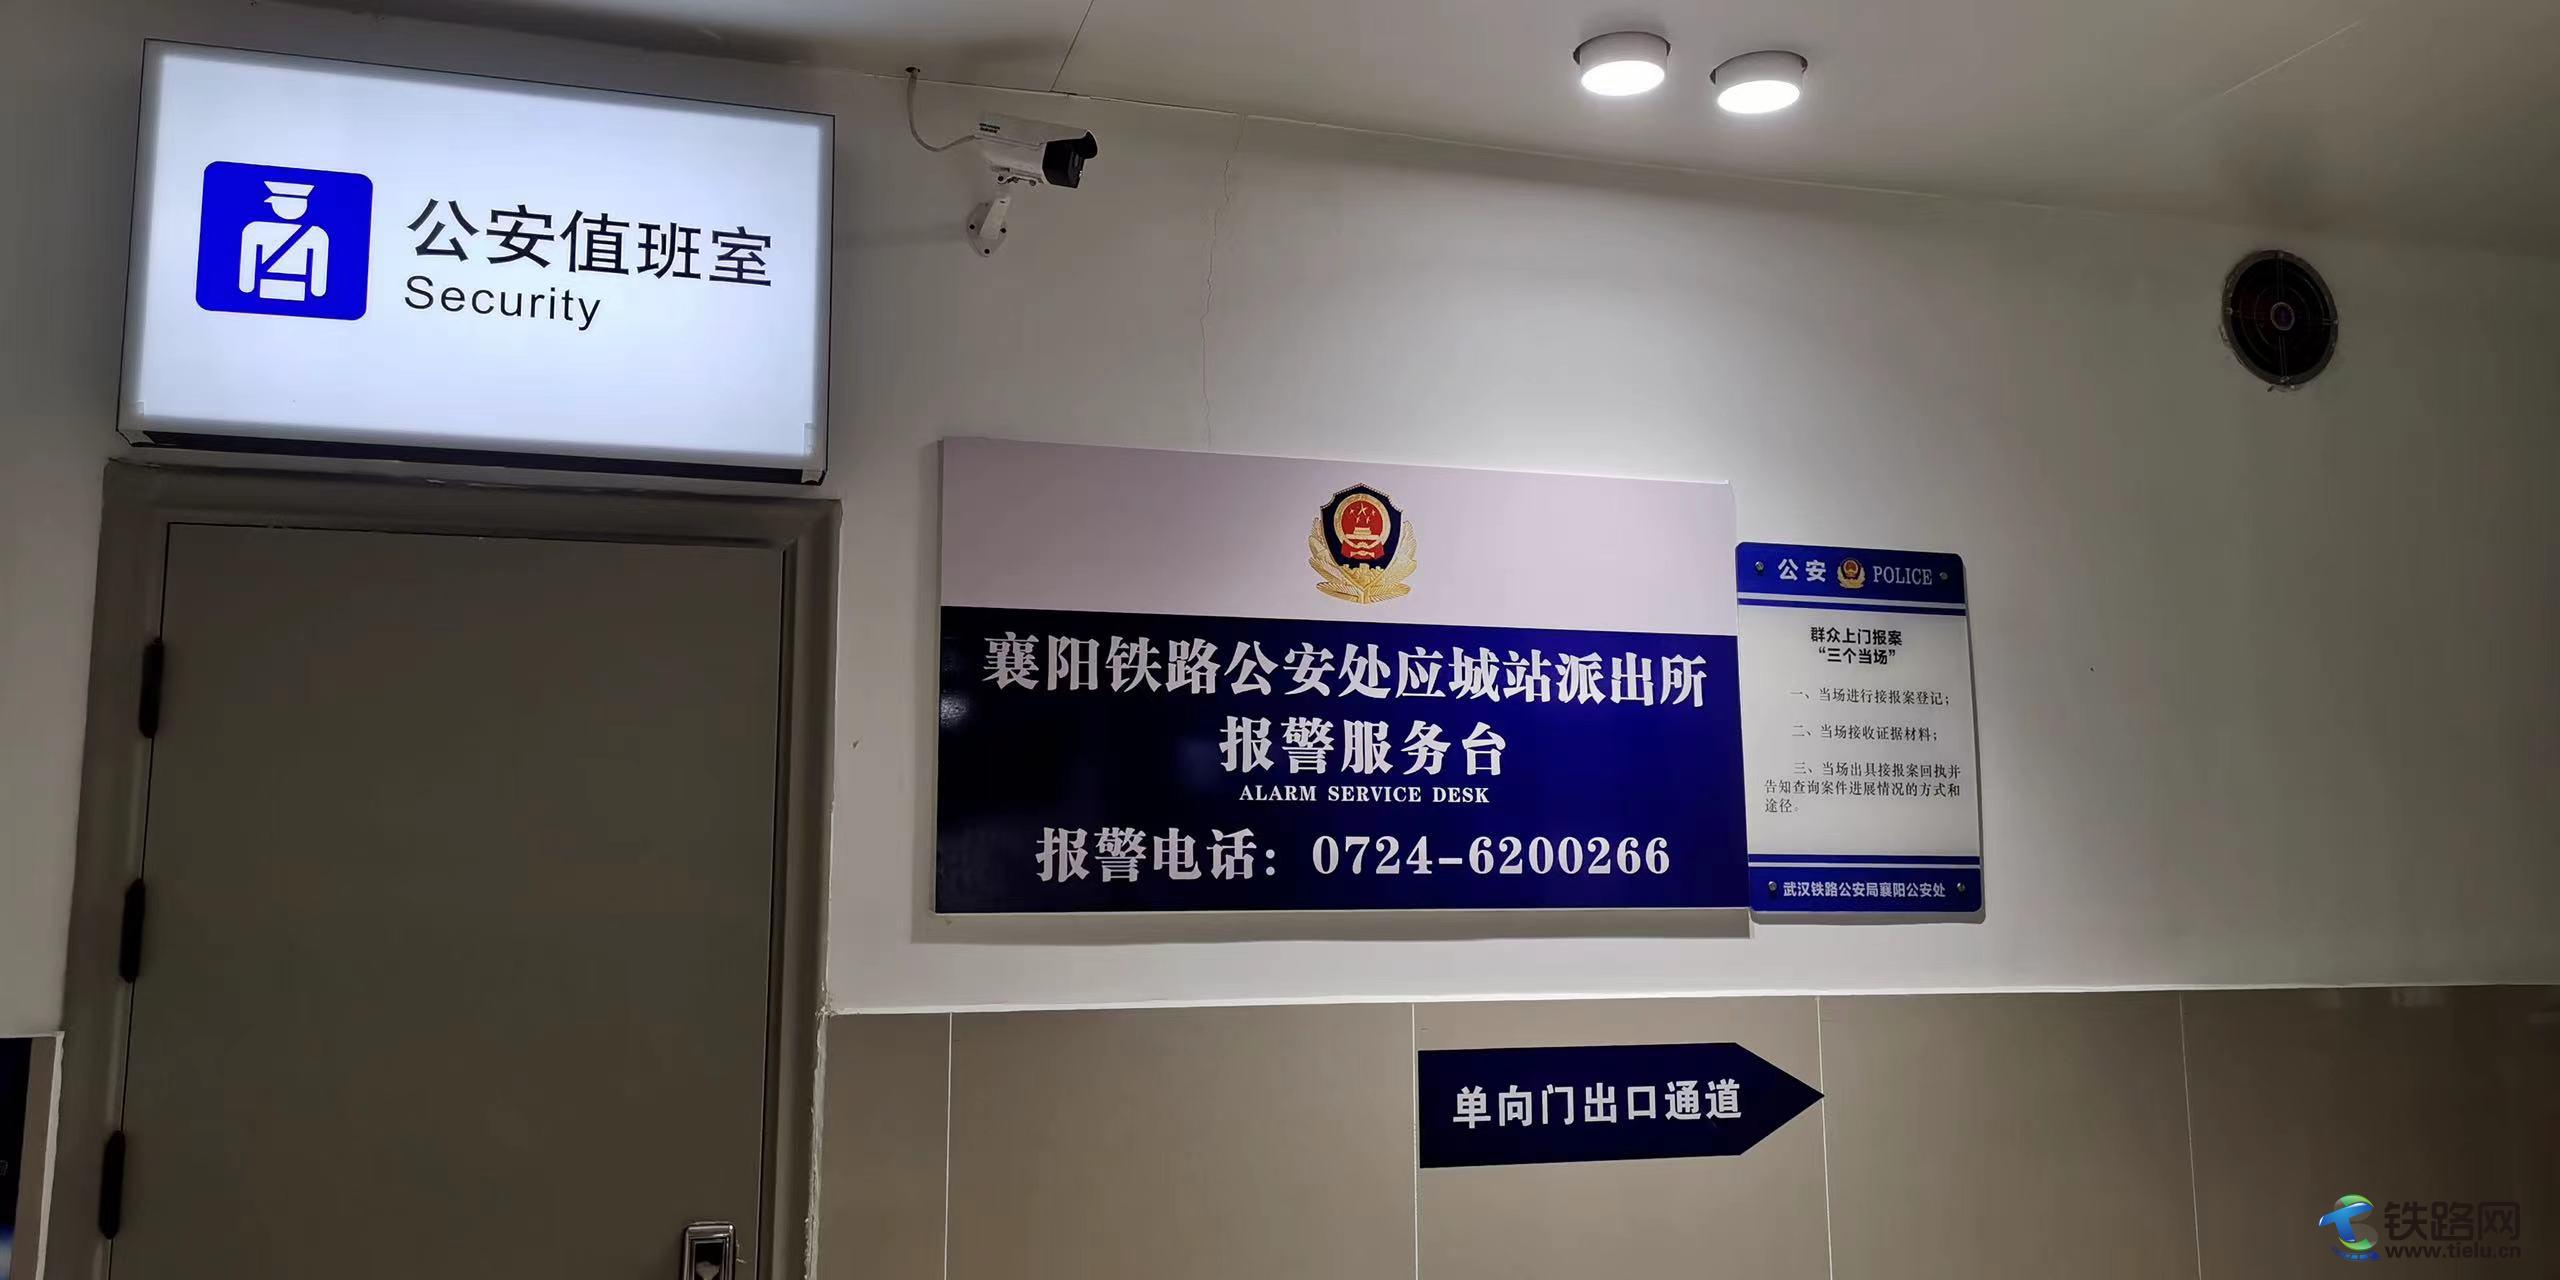 公安值班室
Security
襄阳铁路公安处应城站派出所
报警服务台
ALARM SERVICE DESK
报警电话：0724-6200266
公安 POLICE
群众上门报案
“三个当场”
一、当场进行接报案登记；
二、当场接收证据材料；
三、当场出具接报案回执并
告知查询案件进展情况的方式和
途径。
武汉铁路公安局襄阳公安处
单向门出口通道
铁路网
www.tielu.cn